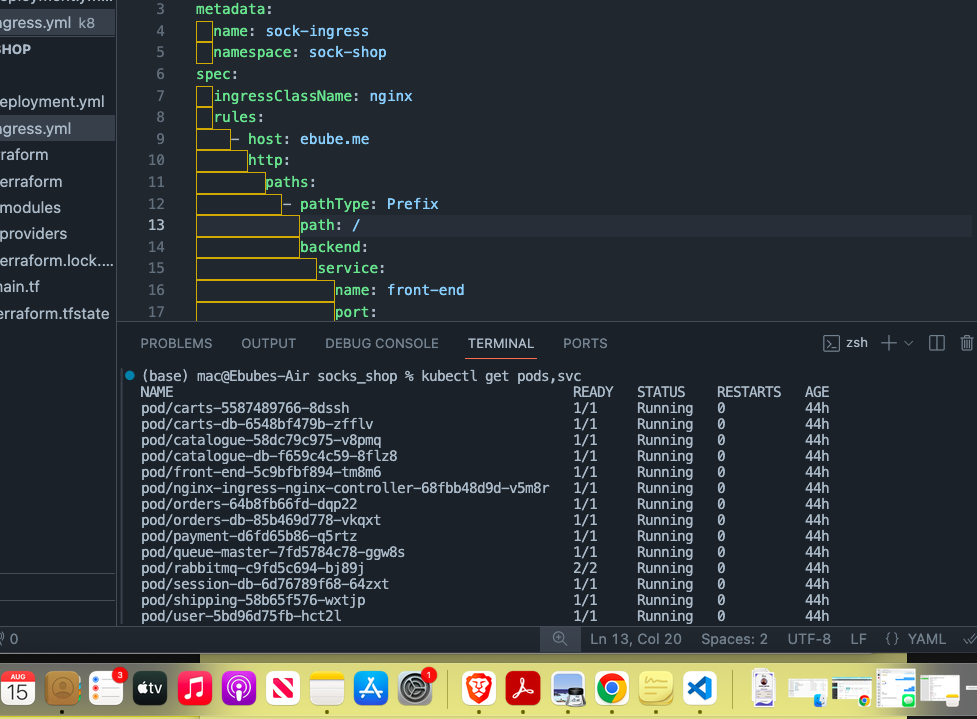 eployment.ym...
ngress.yml k8
SHOP
eployment.yml
ngress.yml
raform
erraform
modules
providers
erraform.lock....
main.tf
erraform.tfstate
3 metadata:
4 name: sock-ingress
5 namespace: sock-shop
6 spec:
7 ingressClassName: nginx
8 rules:
9 - host: ebube.me
10 http:
11 paths:
12 - pathType: Prefix
13 path: /
14 backend:
15 service:
16 name: front-end
17 port:
PROBLEMS OUTPUT DEBUG CONSOLE TERMINAL PORTS zsh
(base) mac@Ebubes-Air socks_shop % kubectl get pods,svc
NAME READY STATUS RESTARTS AGE
pod/carts-5587489766-8dssh 1/1 Running 0 44h
pod/carts-db-6548bf479b-zfflv 1/1 Running 0 44h
pod/catalogue-58dc79c975-v8pmq 1/1 Running 0 44h
pod/catalogue-db-f659c4c59-8flz8 1/1 Running 0 44h
pod/front-end-5c9bfbf894-tm8m6 1/1 Running 0 44h
pod/nginx-ingress-nginx-controller-68fbb48d9d-v5m8r 1/1 Running 0 44h
pod/orders-64b8fb66fd-dqp22 1/1 Running 0 44h
pod/orders-db-85b469d778-vkqxt 1/1 Running 0 44h
pod/payment-d6fd65b86-q5rtz 1/1 Running 0 44h
pod/queue-master-7fd5784c78-ggw8s 1/1 Running 0 44h
pod/rabbitmq-c9fd5c694-bj89j 2/2 Running 0 44h
pod/session-db-6d76789f68-64zxt 1/1 Running 0 44h
pod/shipping-58b65f576-wxtjp 1/1 Running 0 44h
pod/user-5bd96d75fb-hct2l 1/1 Running 0 44h
0 Ln 13, Col 20 Spaces: 2 UTF-8 LF {} YAML
AUG
15
3
tv
1